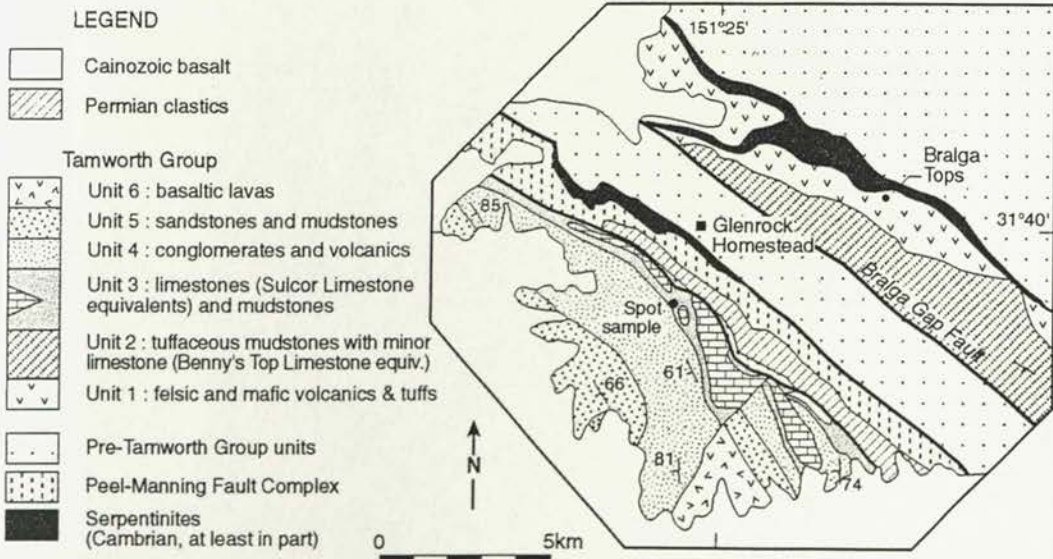 LEGEND
Cainozoic basalt
Permian clastics
Tamworth Group
Unit 6 : basaltic lavas
Unit 5 : sandstones and mudstones
Unit 4 : conglomerates and volcanics
Unit 3 : limestones (Sulcor Limestone
equivalents) and mudstones
Unit 2 : tuffaceous mudstones with minor
limestone (Benny's Top Limestone equiv.)
Unit 1 : felsic and mafic volcanics & tuffs
Pre-Tamworth Group units
Peel-Manning Fault Complex
Serpentinites
(Cambrian, at least in part)
0 5km
N
151°25'
Bralga
Tops
31°40'
85
Glenrock
Homestead
Bralga Gap Fault
Spot
sample
61
66
81
74